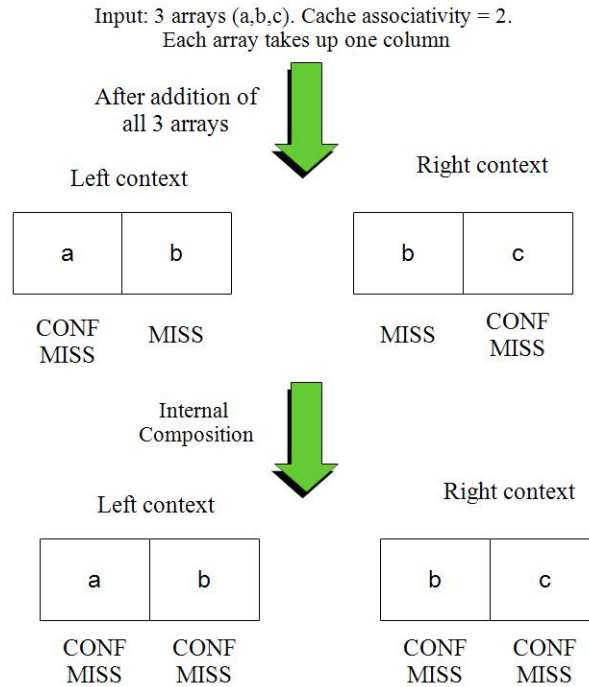 Input: 3 arrays (a,b,c). Cache associativity = 2.
Each array takes up one column
After addition of
all 3 arrays
Left context
Right context
a
b
b
c
CONF
MISS
MISS
MISS
CONF
MISS
Internal
Composition
Left context
Right context
a
b
b
c
CONF
MISS
CONF
MISS
CONF
MISS
CONF
MISS